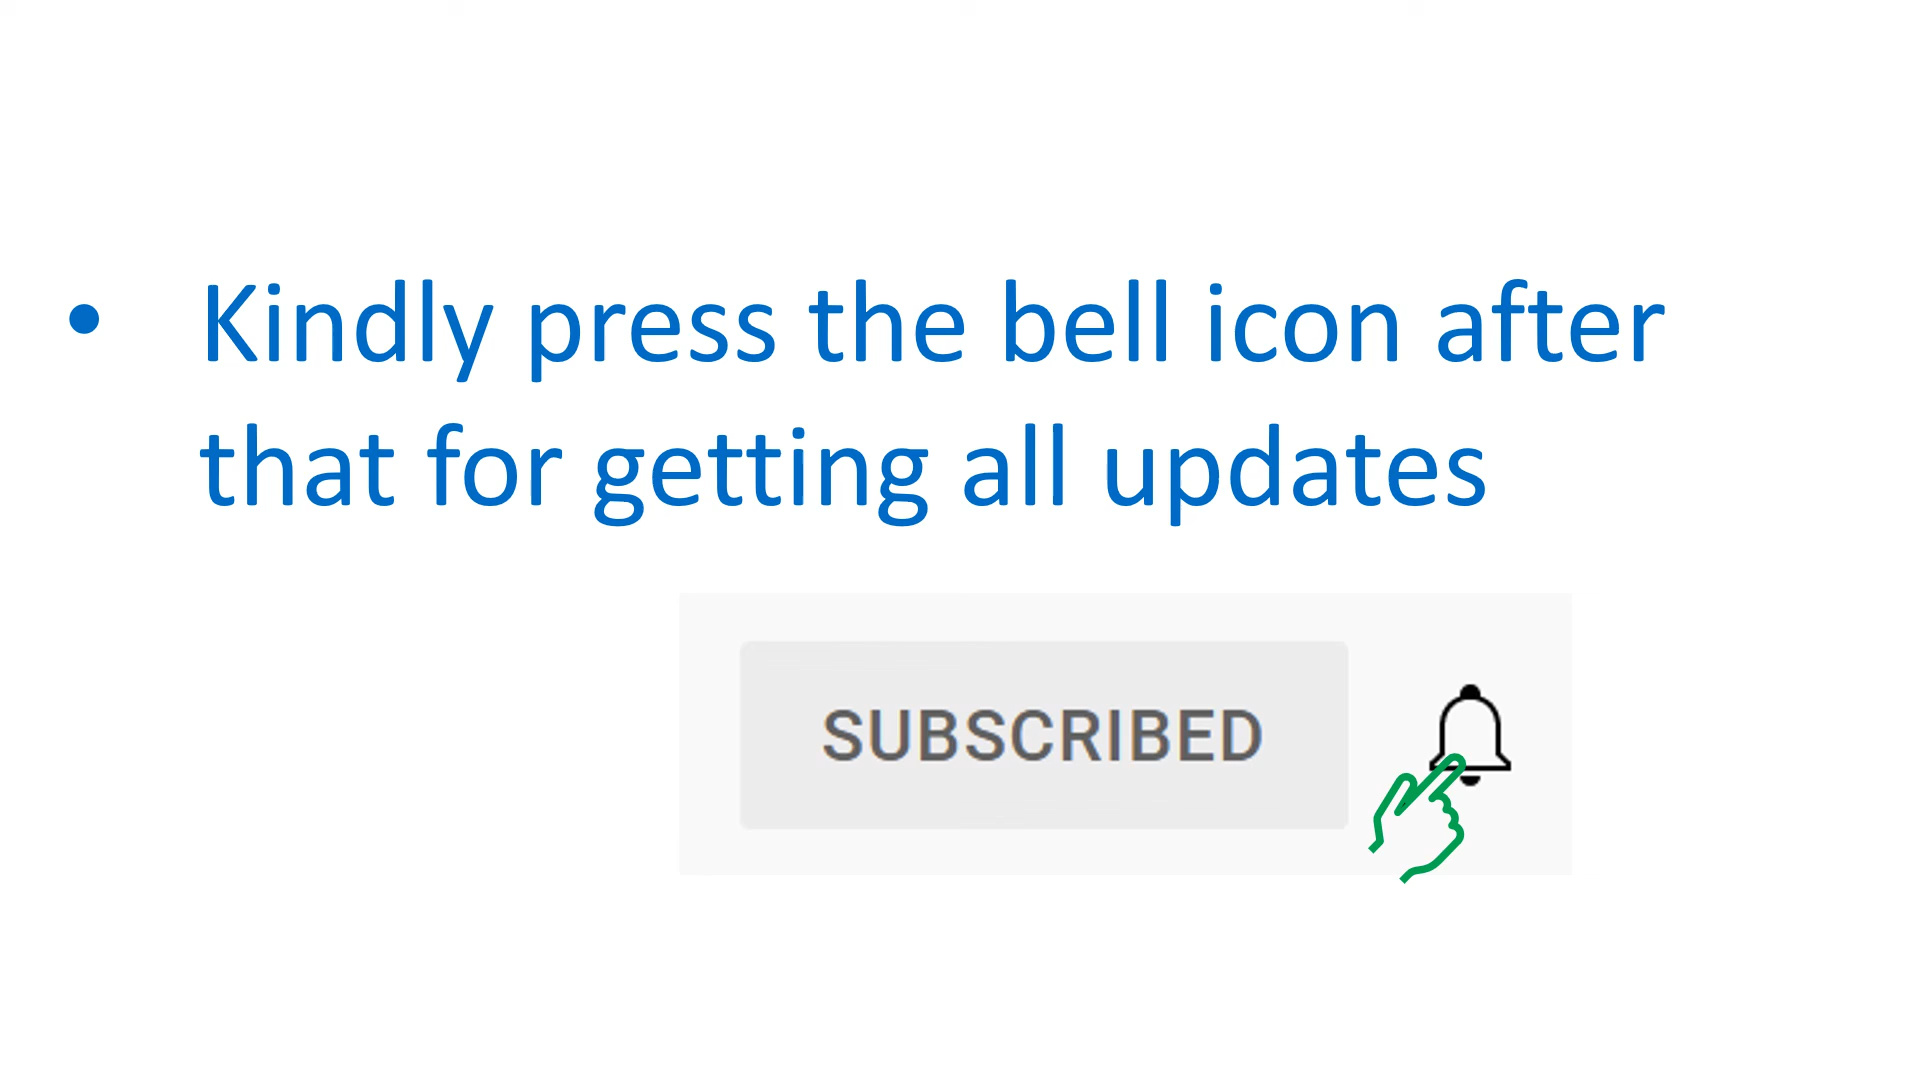 • Kindly press the bell icon after
that for getting all updates
SUBSCRIBED